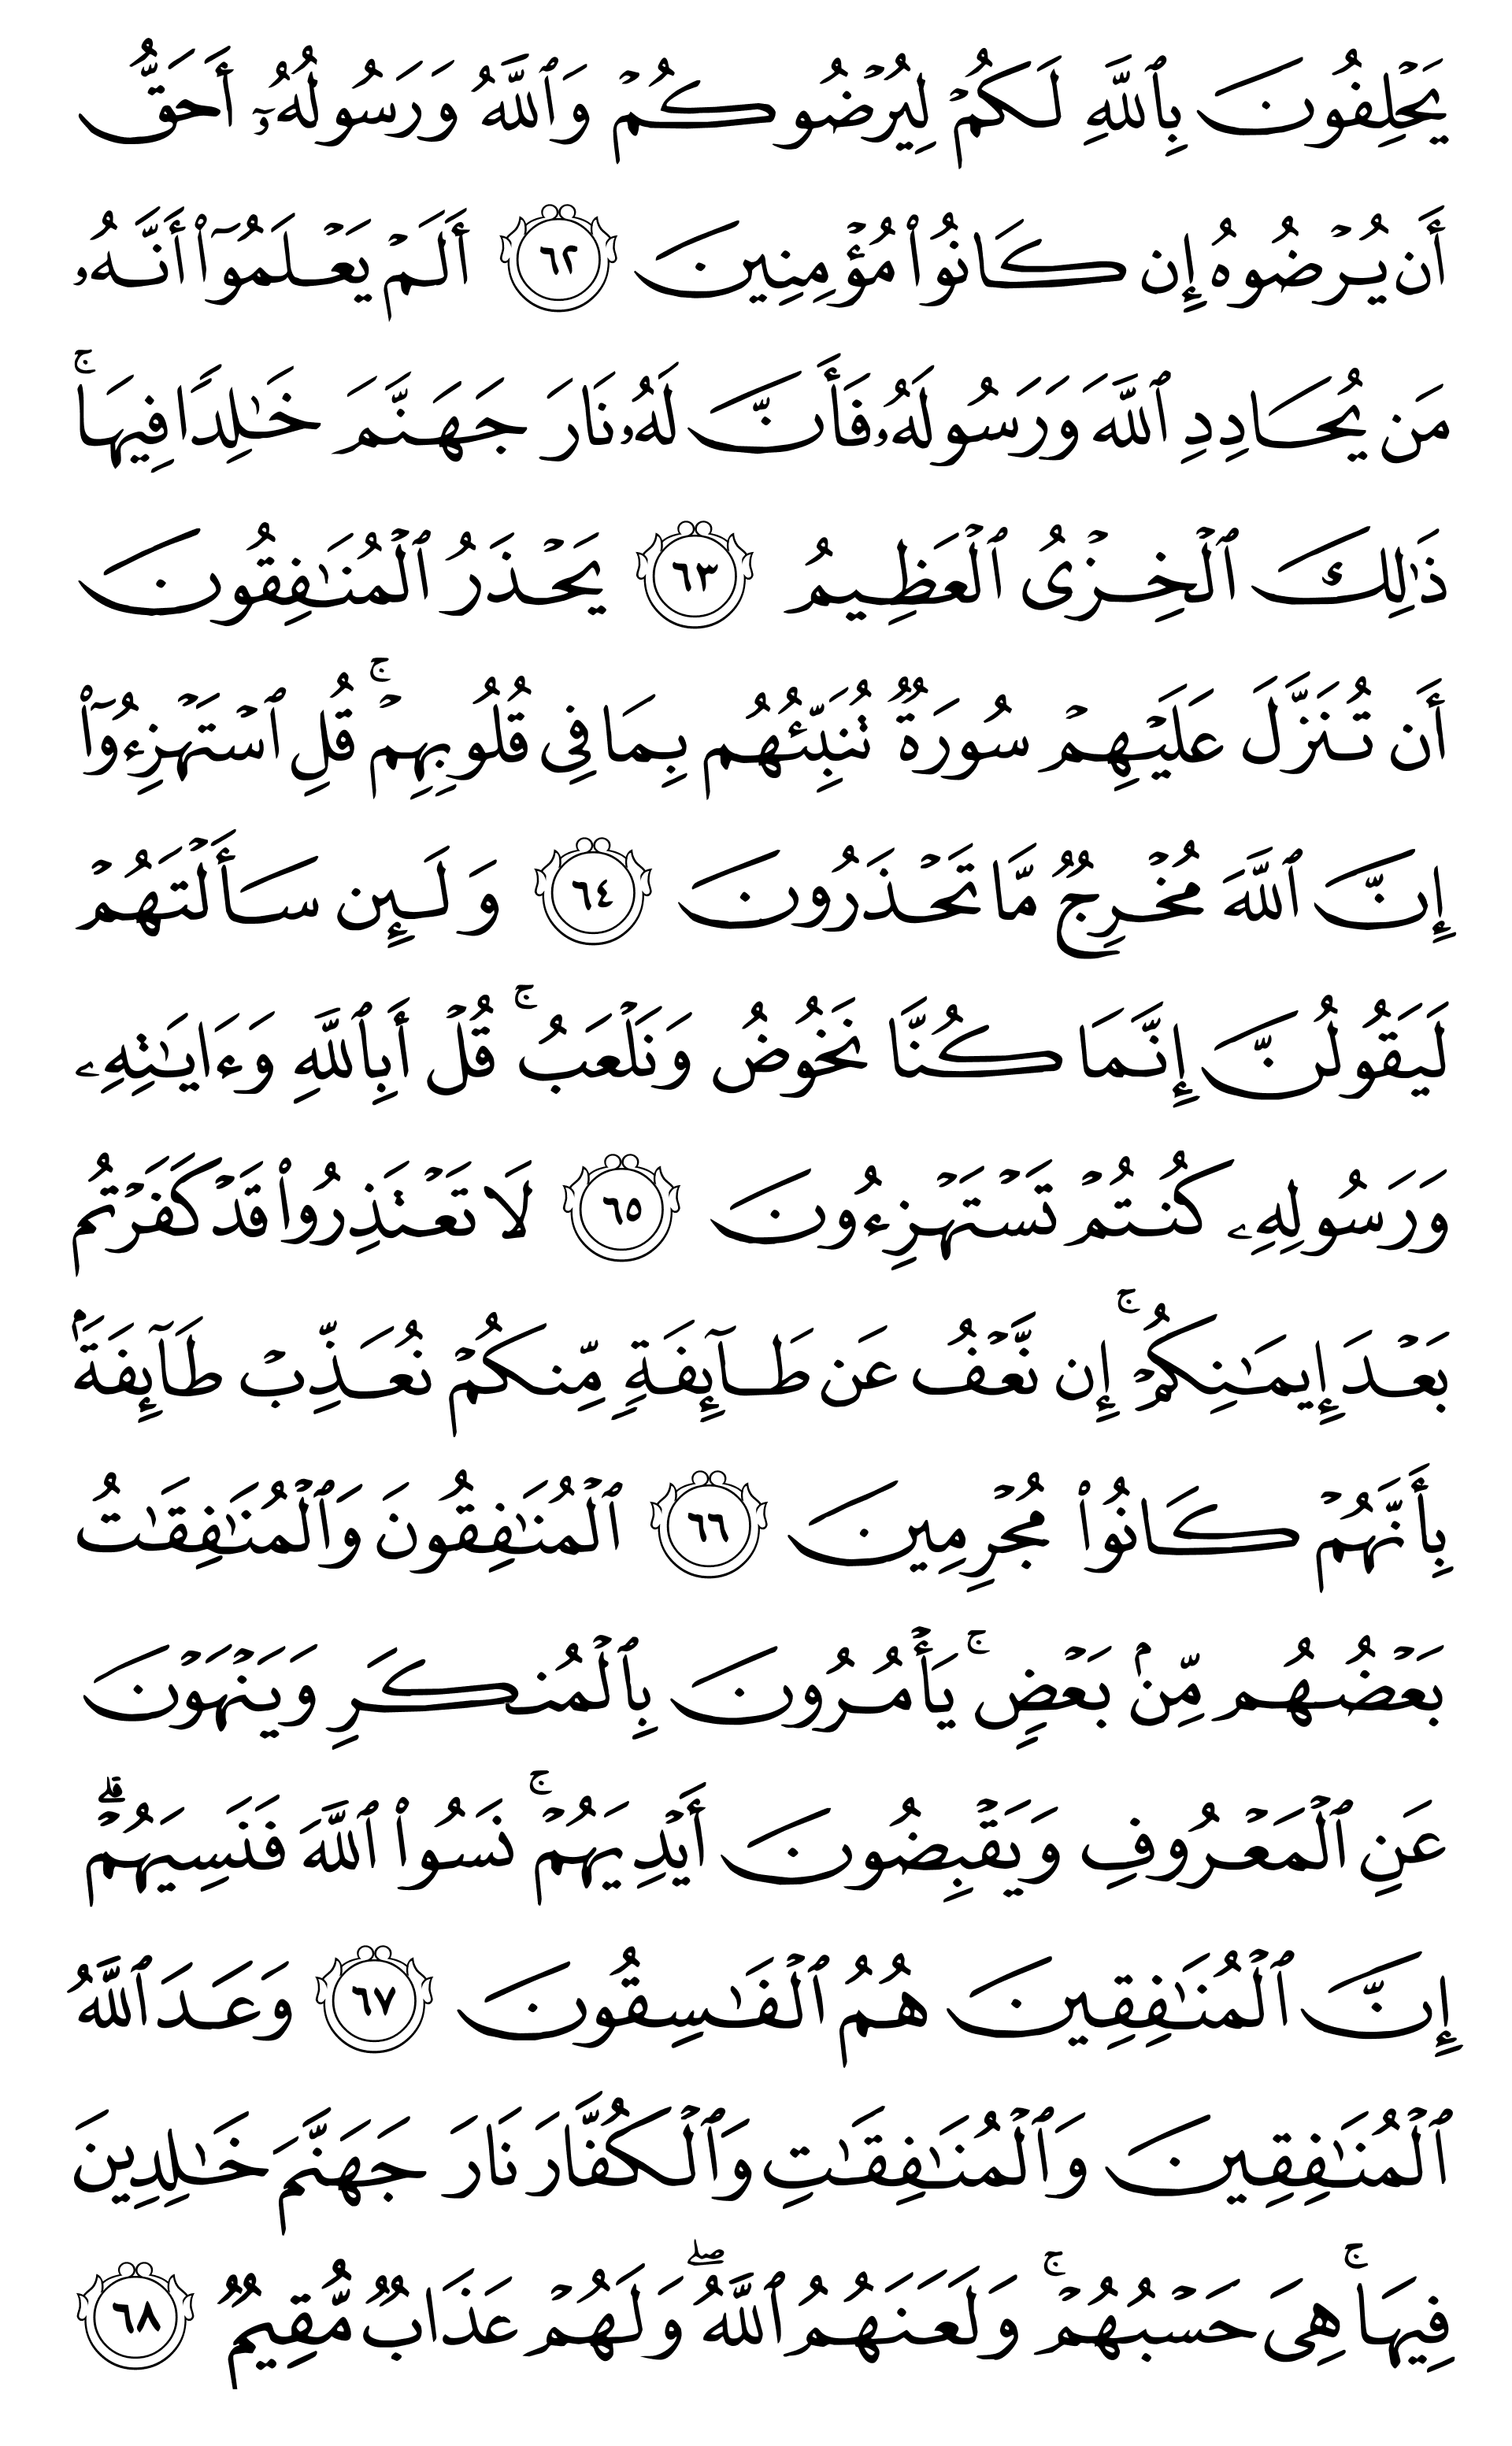 يَحْلِفُونَ بِٱللَّهِ لَكُمْ لِيُرْضُوكُمْ وَٱللَّهُ وَرَسُولُهُۥٓ أَحَقُّ
أَن يُرْضُوهُ إِن كَانُوا۟ مُؤْمِنِينَ ٦٢ أَلَمْ يَعْلَمُوٓا۟ أَنَّهُۥ
مَن يُحَادِدِ ٱللَّهَ وَرَسُولَهُۥ فَأَنَّ لَهُۥ نَارَ جَهَنَّمَ خَـٰلِدًا فِيهَا ۚ
ذَٰلِكَ ٱلْخِزْىُ ٱلْعَظِيمُ ٦٣ يَحْذَرُ ٱلْمُنَـٰفِقُونَ
أَن تُنَزَّلَ عَلَيْهِمْ سُورَةٌ تُنَبِّئُهُم بِمَا فِى قُلُوبِهِمْ ۚ قُلِ ٱسْتَهْزِءُوٓا۟
إِنَّ ٱللَّهَ مُخْرِجٌ مَّا تَحْذَرُونَ ٦٤ وَلَئِن سَأَلْتَهُمْ
لَيَقُولُنَّ إِنَّمَا كُنَّا نَخُوضُ وَنَلْعَبُ ۚ قُلْ أَبِٱللَّهِ وَءَايَـٰتِهِۦ
وَرَسُولِهِۦ كُنتُمْ تَسْتَهْزِءُونَ ٦٥ لَا تَعْتَذِرُوا۟ قَدْ كَفَرْتُم
بَعْدَ إِيمَـٰنِكُمْ ۚ إِن نَّعْفُ عَن طَآئِفَةٍ مِّنكُمْ نُعَذِّبْ طَآئِفَةًۢ
بِأَنَّهُمْ كَانُوا۟ مُجْرِمِينَ ٦٦ ٱلْمُنَـٰفِقُونَ وَٱلْمُنَـٰفِقَـٰتُ
بَعْضُهُم مِّنۢ بَعْضٍ ۚ يَأْمُرُونَ بِٱلْمُنكَرِ وَيَنْهَوْنَ
عَنِ ٱلْمَعْرُوفِ وَيَقْبِضُونَ أَيْدِيَهُمْ ۚ نَسُوا۟ ٱللَّهَ فَنَسِيَهُمْ ۗ
إِنَّ ٱلْمُنَـٰفِقِينَ هُمُ ٱلْفَـٰسِقُونَ ٦٧ وَعَدَ ٱللَّهُ
ٱلْمُنَـٰفِقِينَ وَٱلْمُنَـٰفِقَـٰتِ وَٱلْكُفَّارَ نَارَ جَهَنَّمَ خَـٰلِدِينَ
فِيهَا ۚ هِىَ حَسْبُهُمْ ۚ وَلَعَنَهُمُ ٱللَّهُ ۖ وَلَهُمْ عَذَابٌ مُّقِيمٌ ٦٨